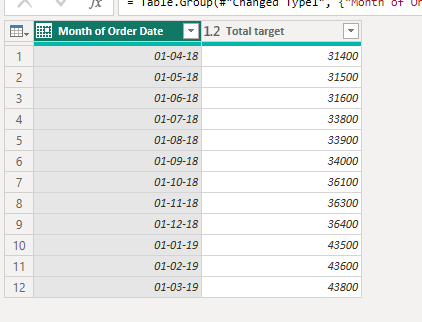 fx = Table.Group(#"Changed Type1", {"Month of Or
Month of Order Date 1.2 Total target
1 01-04-18 31400
2 01-05-18 31500
3 01-06-18 31600
4 01-07-18 33800
5 01-08-18 33900
6 01-09-18 34000
7 01-10-18 36100
8 01-11-18 36300
9 01-12-18 36400
10 01-01-19 43500
11 01-02-19 43600
12 01-03-19 43800